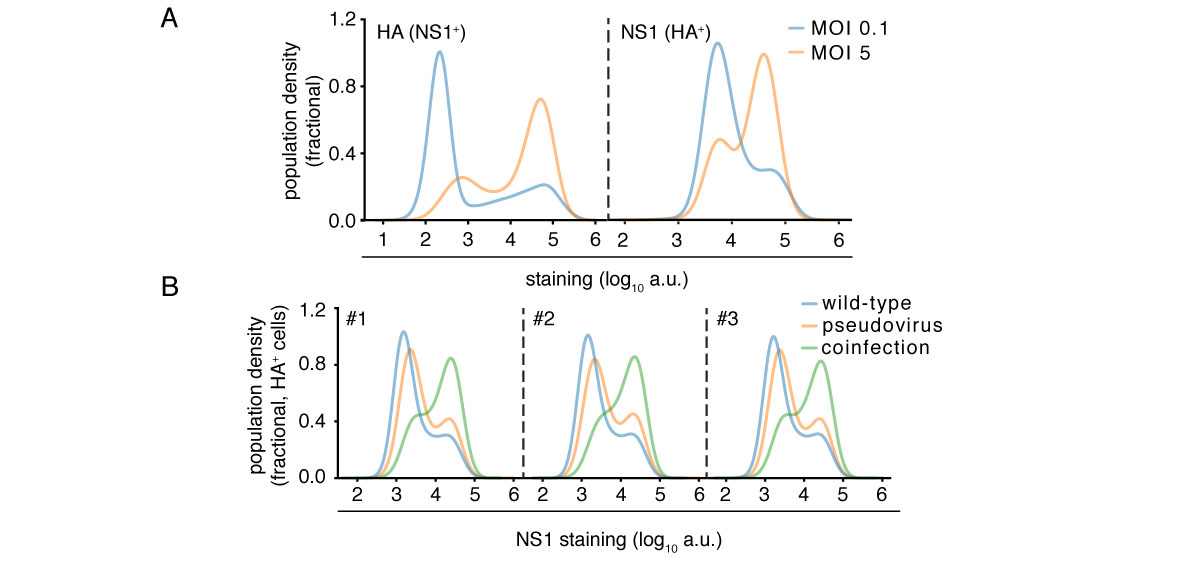 A
HA (NS1⁺)
NS1 (HA⁺)
MOI 0.1
MOI 5
population density
(fractional)
1.2
0.8
0.4
0.0
1 2 3 4 5 6 2 3 4 5 6
staining (log₁₀ a.u.)
B
#1
#2
#3
wild-type
pseudovirus
coinfection
population density
(fractional, HA⁺ cells)
1.2
0.8
0.4
0.0
2 3 4 5 6 2 3 4 5 6 2 3 4 5 6
NS1 staining (log₁₀ a.u.)